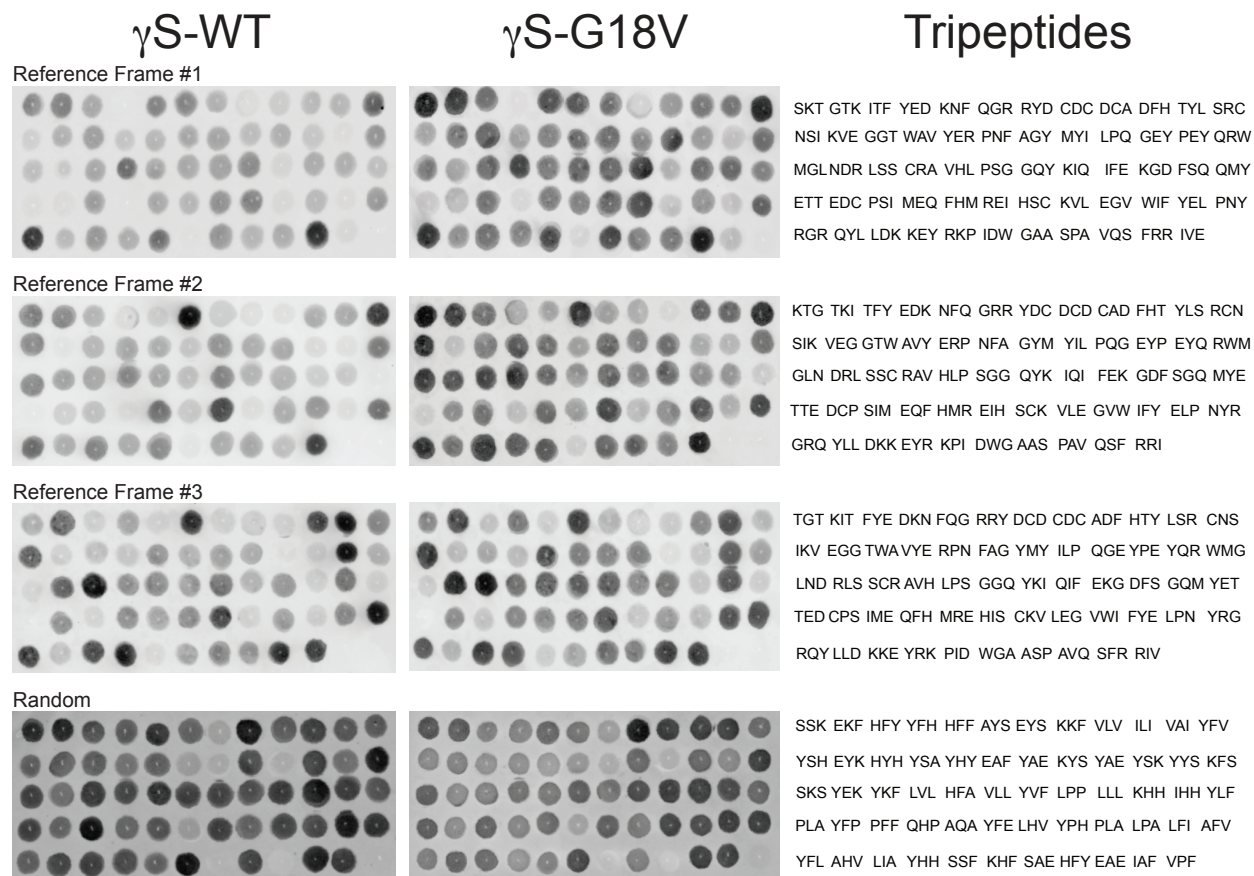 γS-WT γS-G18V Tripeptides
Reference Frame #1
SKT GTK ITF YED KNF QGR RYD CDC DCA DFH TYL SRC
NSI KVE GGT WAV YER PNF AGY MYI LPQ GEY PEY QRW
MGL NDR LSS CRA VHL PSG GQY KIQ IFE KGD FSQ QMY
ETT EDC PSI MEQ FHM REI HSC KVL EGV WIF YEL PNY
RGR QYL LDK KEY RKP IDW GAA SPA VQS FRR IVE
Reference Frame #2
KTG TKI TFY EDK NFQ GRR YDC DCD CAD FHT YLS RCN
SIK VEG GTW AVY ERP NFA GYM YIL PQG EYP EYQ RWM
GLN DRL SSC RAV HLP SGG QYK IQI FEK GDF SGQ MYE
TTE DCP SIM EQF HMR EIH SCK VLE GVW IFY ELP NYR
GRQ YLL DKK EYR KPI DWG AAS PAV QSF RRI
Reference Frame #3
TGT KIT FYE DKN FQG RRY DCD CDC ADF HTY LSR CNS
IKV EGG TWA VYE RPN FAG YMY ILP QGE YPE YQR WMG
LND RLS SCR AVH LPS GGQ YKI QIF EKG DFS GQM YET
TED CPS IME QFH MRE HIS CKV LEG VWI FYE LPN YRG
RQY LLD KKE YRK PID WGA ASP AVQ SFR RIV
Random
SSK EKF HFY YFH HFF AYS EYS KKF VLV ILI VAI YFV
YSH EYK HYH YSA YHY EAF YAE KYS YAE YSK YYS KFS
SKS YEK YKF LVL HFA VLL YVF LPP LLL KHH IHH YLF
PLA YFP PFF QHP AQA YFE LHV YPH PLA LPA LFI AFV
YFL AHV LIA YHH SSF KHF SAE HFY EAE IAF VPF